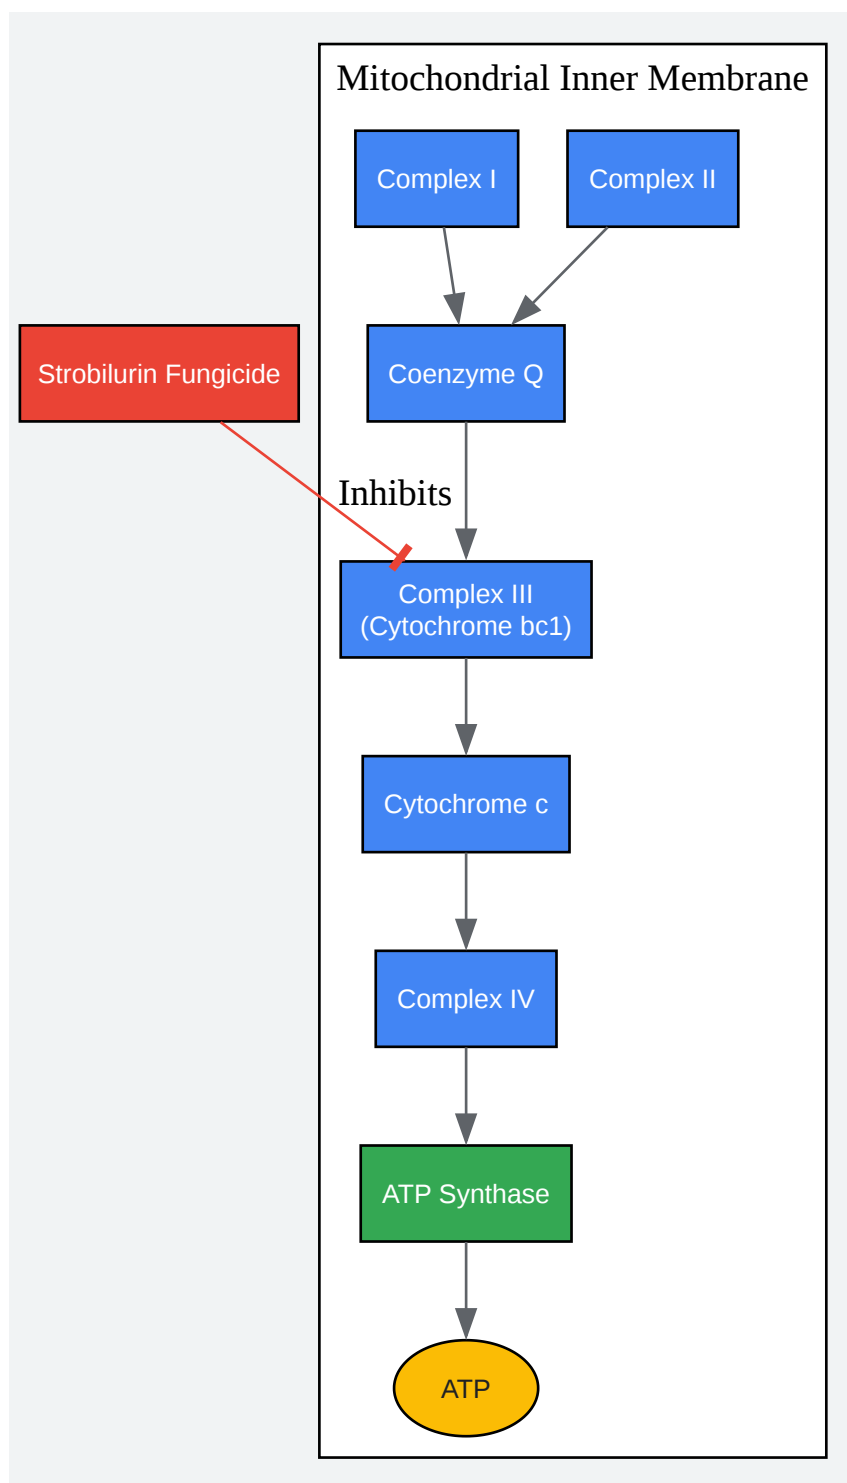 Mitochondrial Inner Membrane
Complex I
Complex II
Strobilurin Fungicide
Coenzyme Q
Inhibits
Complex III
(Cytochrome bc1)
Cytochrome c
Complex IV
ATP Synthase
ATP